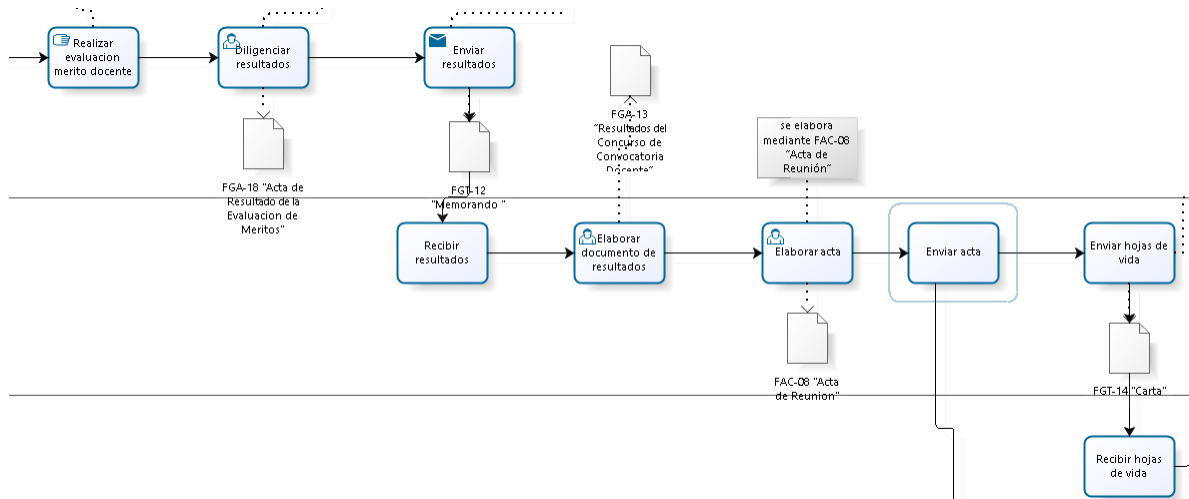 Realizar
evaluacion
merito docente
Diligenciar
resultados
Enviar
resultados
FGA-18 "Acta de
Resultado de la
Evaluacion de
Meritos"
FGT-12
"Memorando "
FGA-13
"Resultados del
Concurso de
Convocatoria
Docente"
se elabora
mediante FAC-08
"Acta de
Reunión"
Recibir
resultados
Elaborar
documento de
resultados
Elaborar acta
Enviar acta
Enviar hojas de
vida
FAC-08 "Acta
de Reunion"
FGT-14 "Carta"
Recibir hojas
de vida